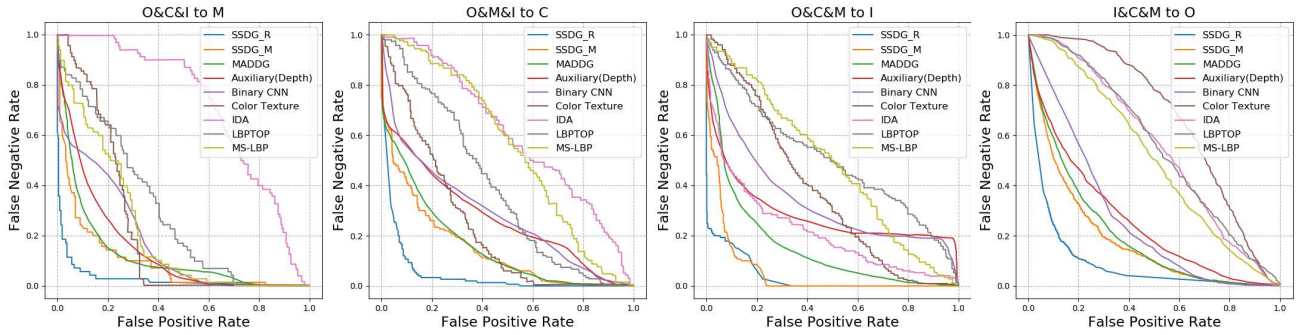 O&C&I to M
False Negative Rate
1.0
0.8
0.6
0.4
0.2
0.0
SSDG_R
SSDG_M
MADDG
Auxiliary(Depth)
Binary CNN
Color Texture
IDA
LBPTOP
MS-LBP
0.0 0.2 0.4 0.6 0.8 1.0
False Positive Rate
O&M&I to C
False Negative Rate
1.0
0.8
0.6
0.4
0.2
0.0
SSDG_R
SSDG_M
MADDG
Auxiliary(Depth)
Binary CNN
Color Texture
IDA
LBPTOP
MS-LBP
0.0 0.2 0.4 0.6 0.8 1.0
False Positive Rate
O&C&M to I
False Negative Rate
1.0
0.8
0.6
0.4
0.2
0.0
SSDG_R
SSDG_M
MADDG
Auxiliary(Depth)
Binary CNN
Color Texture
IDA
LBPTOP
MS-LBP
0.0 0.2 0.4 0.6 0.8 1.0
False Positive Rate
I&C&M to O
False Negative Rate
1.0
0.8
0.6
0.4
0.2
0.0
SSDG_R
SSDG_M
MADDG
Auxiliary(Depth)
Binary CNN
Color Texture
IDA
LBPTOP
MS-LBP
0.0 0.2 0.4 0.6 0.8 1.0
False Positive Rate